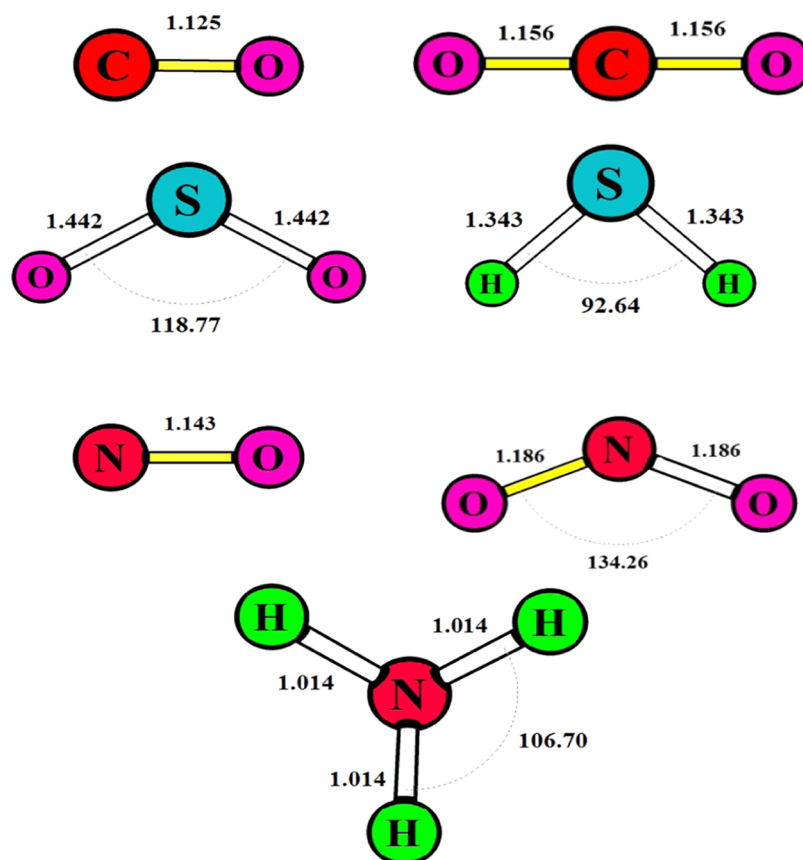 1.125
C O
1.156 1.156
O C O
S
1.442 1.442
O O
118.77
S
1.343 1.343
H H
92.64
1.143
N O
N
1.186 1.186
O O
134.26
H H
1.014
1.014
N
106.70
1.014
H